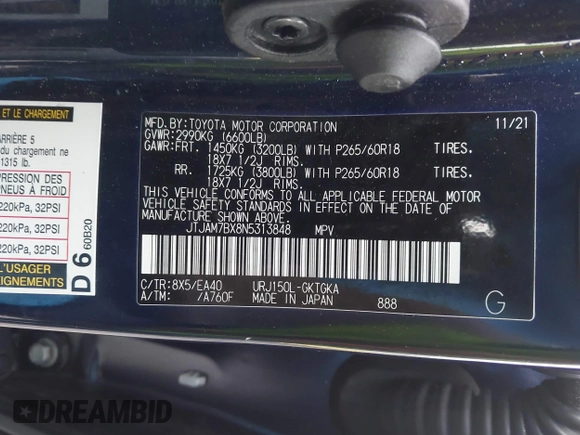 ET LE CHARGEMENT
ARRIÈRE 5
du chargement ne
1315 lb.
PRESSION DES
PNEUS À FROID
220kPa, 32PSI
220kPa, 32PSI
220kPa, 32PSI
L'USAGER
D 6 60B20
MFD.BY:TOYOTA MOTOR CORPORATION 11/21
GVWR:2990KG (6600LB)
GAWR:FRT. 1450KG (3200LB) WITH P265/60R18 TIRES.
18X7 1/2J RIMS.
RR. 1725KG (3800LB) WITH P265/60R18 TIRES.
18X7 1/2J RIMS.
THIS VEHICLE CONFORMS TO ALL APPLICABLE FEDERAL MOTOR
VEHICLE SAFETY STANDARDS IN EFFECT ON THE DATE OF
MANUFACTURE SHOWN ABOVE.
JTJAM7BX8N5313848 MPV
C/TR:8X5/EA40 URJ150L-GKTGKA
A/TM: /A760F MADE IN JAPAN 888
G
DREAMBID